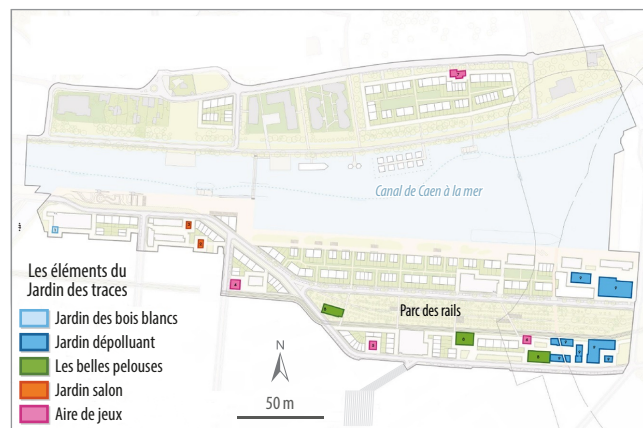 Canal de Caen à la mer
Parc des rails
Les éléments du
Jardin des traces
Jardin des bois blancs
Jardin dépolluant
Les belles pelouses
Jardin salon
Aire de jeux
N
50 m